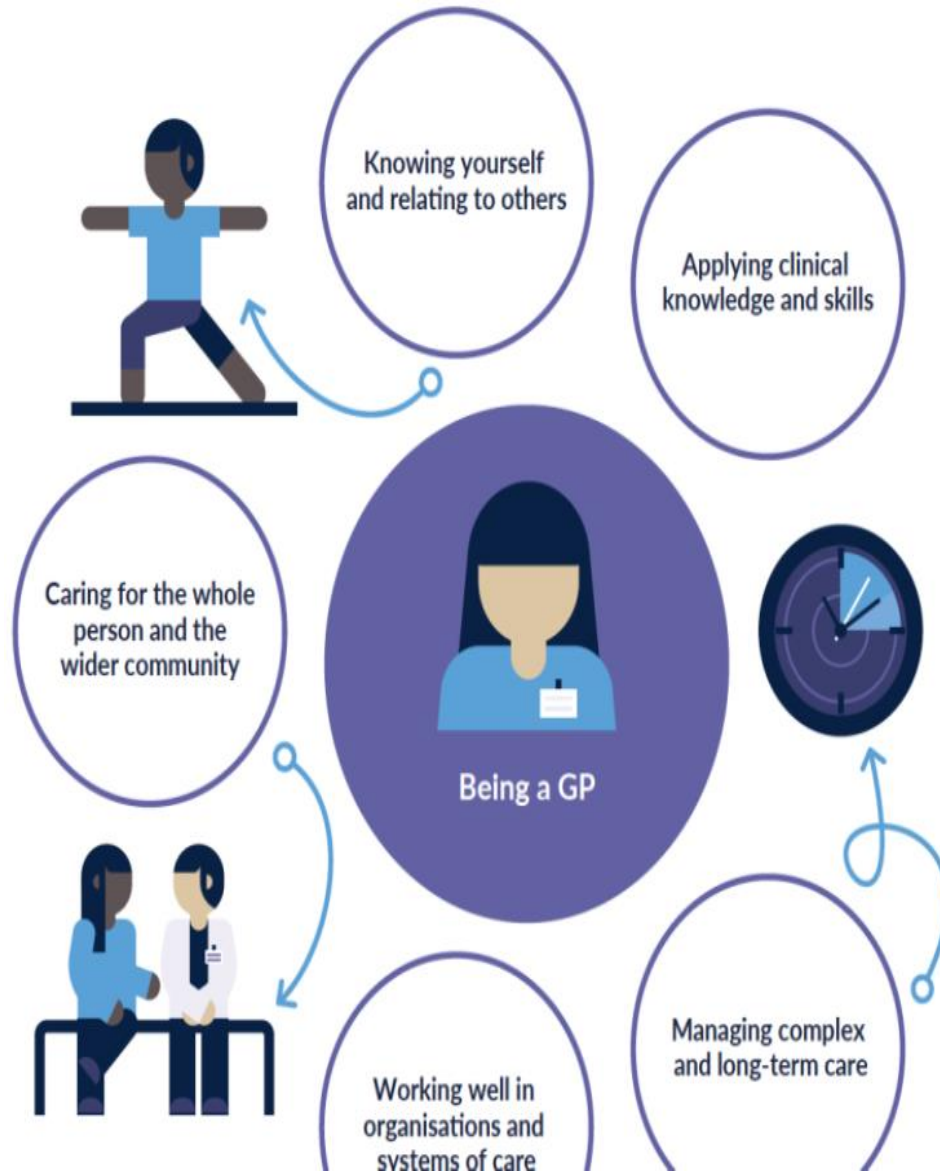 Knowing yourself
and relating to others
Applying clinical
knowledge and skills
Caring for the whole
person and the
wider community
Being a GP
Managing complex
and long-term care
Working well in
organisations and
systems of care